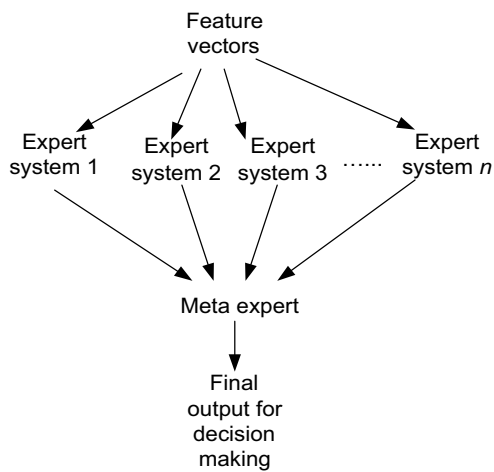 Feature
vectors
Expert
system 1
Expert
system 2
Expert
system 3
......
Expert
system n
Meta expert
Final
output for
decision
making